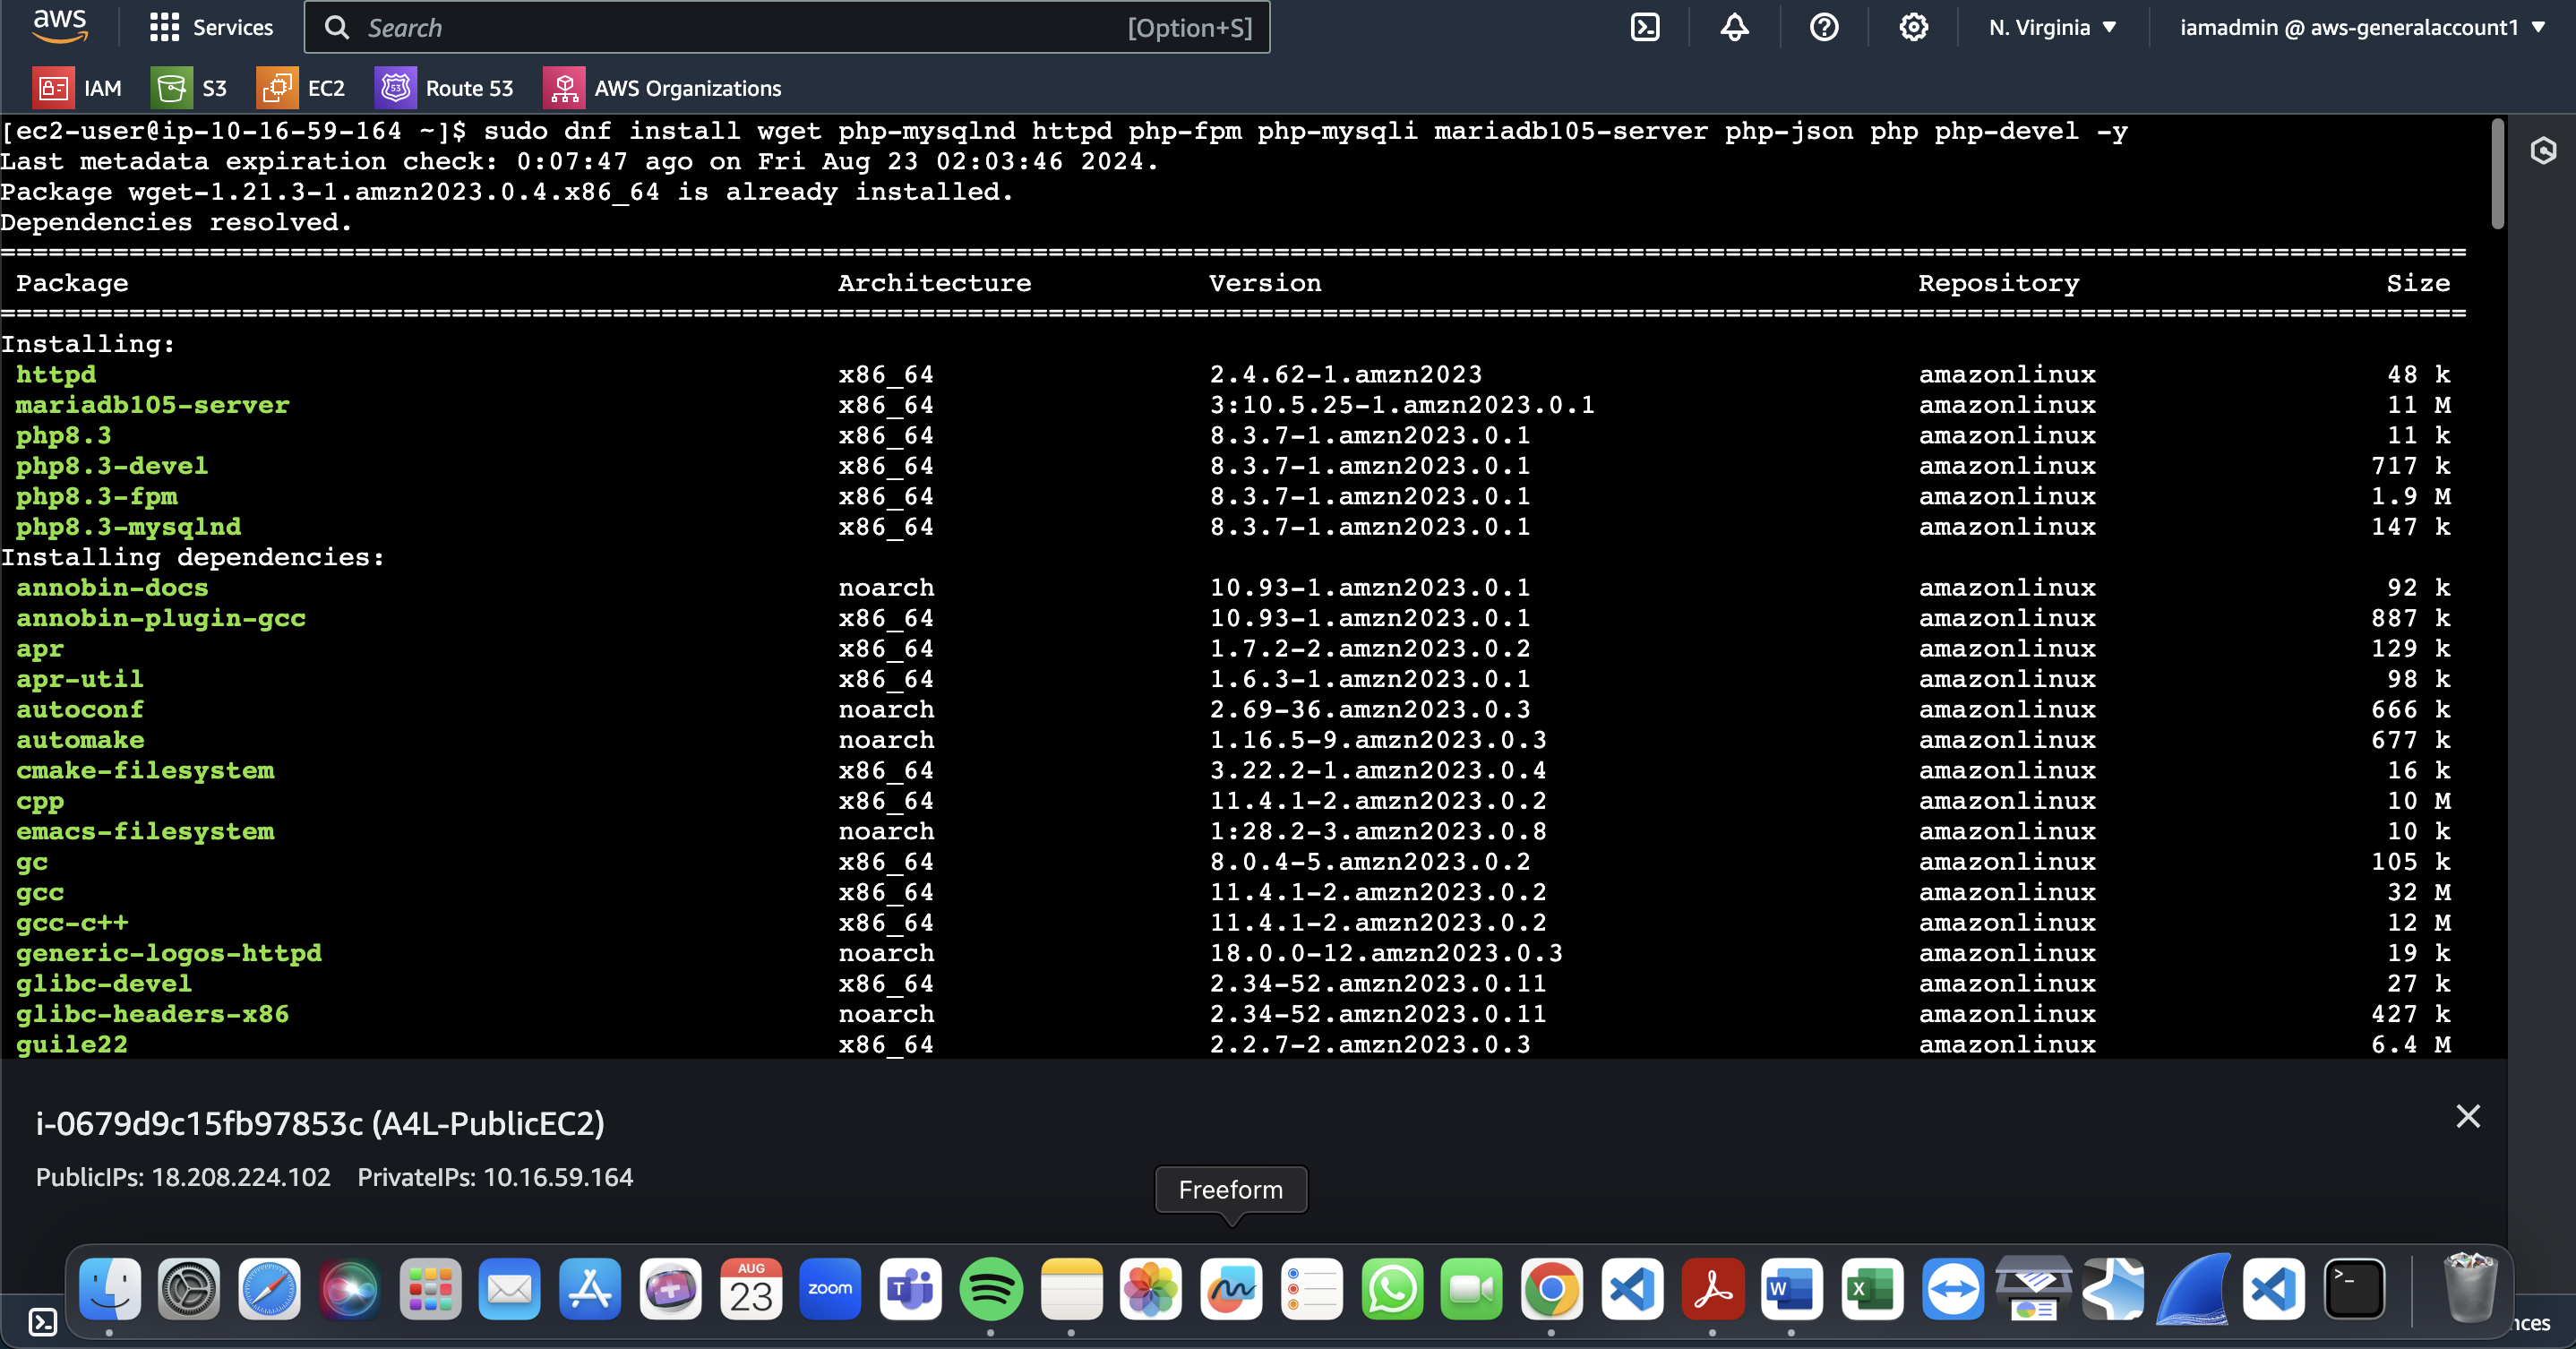 aws Services Search [Option+S] N. Virginia ▼ iamadmin @ aws-generalaccount1 ▼
IAM S3 EC2 53 Route 53 AWS Organizations
[ec2-user@ip-10-16-59-164 ~]$ sudo dnf install wget php-mysqlnd httpd php-fpm php-mysqli mariadb105-server php-json php php-devel -y
Last metadata expiration check: 0:07:47 ago on Fri Aug 23 02:03:46 2024.
Package wget-1.21.3-1.amzn2023.0.4.x86_64 is already installed.
Dependencies resolved.
Package Architecture Version Repository Size
Installing:
httpd x86_64 2.4.62-1.amzn2023 amazonlinux 48 k
mariadb105-server x86_64 3:10.5.25-1.amzn2023.0.1 amazonlinux 11 M
php8.3 x86_64 8.3.7-1.amzn2023.0.1 amazonlinux 11 k
php8.3-devel x86_64 8.3.7-1.amzn2023.0.1 amazonlinux 717 k
php8.3-fpm x86_64 8.3.7-1.amzn2023.0.1 amazonlinux 1.9 M
php8.3-mysqlnd x86_64 8.3.7-1.amzn2023.0.1 amazonlinux 147 k
Installing dependencies:
annobin-docs noarch 10.93-1.amzn2023.0.1 amazonlinux 92 k
annobin-plugin-gcc x86_64 10.93-1.amzn2023.0.1 amazonlinux 887 k
apr x86_64 1.7.2-2.amzn2023.0.2 amazonlinux 129 k
apr-util x86_64 1.6.3-1.amzn2023.0.1 amazonlinux 98 k
autoconf noarch 2.69-36.amzn2023.0.3 amazonlinux 666 k
automake noarch 1.16.5-9.amzn2023.0.3 amazonlinux 677 k
cmake-filesystem x86_64 3.22.2-1.amzn2023.0.4 amazonlinux 16 k
cpp x86_64 11.4.1-2.amzn2023.0.2 amazonlinux 10 M
emacs-filesystem noarch 1:28.2-3.amzn2023.0.8 amazonlinux 10 k
gc x86_64 8.0.4-5.amzn2023.0.2 amazonlinux 105 k
gcc x86_64 11.4.1-2.amzn2023.0.2 amazonlinux 32 M
gcc-c++ x86_64 11.4.1-2.amzn2023.0.2 amazonlinux 12 M
generic-logos-httpd noarch 18.0.0-12.amzn2023.0.3 amazonlinux 19 k
glibc-devel x86_64 2.34-52.amzn2023.0.11 amazonlinux 27 k
glibc-headers-x86 noarch 2.34-52.amzn2023.0.11 amazonlinux 427 k
guile22 x86_64 2.2.7-2.amzn2023.0.3 amazonlinux 6.4 M
i-0679d9c15fb97853c (A4L-PublicEC2)
PublicIPs: 18.208.224.102 PrivateIPs: 10.16.59.164
Freeform
AUG
23
zoom
T
W
X
nces